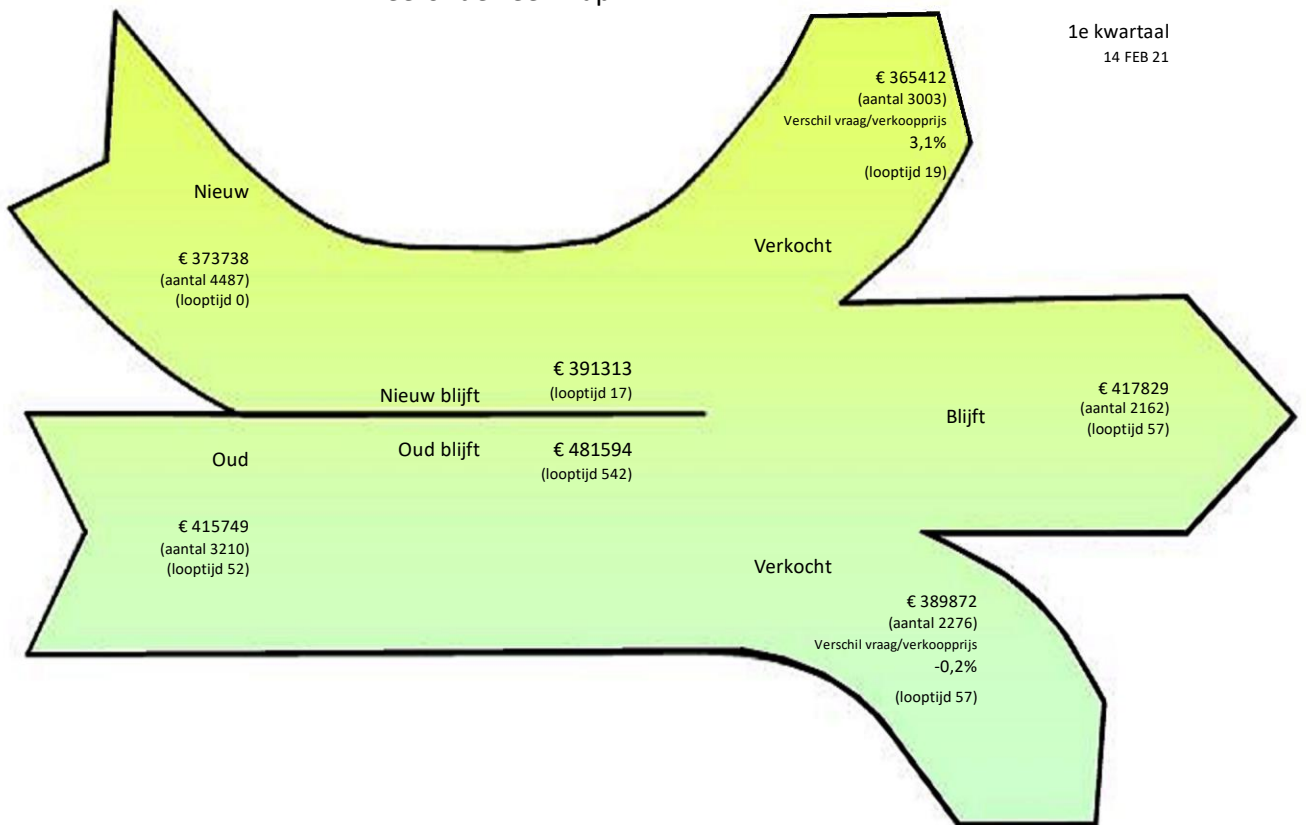 1e kwartaal
14 FEB 21
€ 365412
(aantal 3003)
Verschil vraag/verkoopprijs
3,1%
(looptijd 19)
Nieuw
Verkocht
€ 373738
(aantal 4487)
(looptijd 0)
€ 391313
Nieuw blijft
(looptijd 17)
€ 417829
(aantal 2162)
(looptijd 57)
Blijft
Oud
Oud blijft
€ 481594
(looptijd 542)
€ 415749
(aantal 3210)
(looptijd 52)
Verkocht
€ 389872
(aantal 2276)
Verschil vraag/verkoopprijs
-0,2%
(looptijd 57)